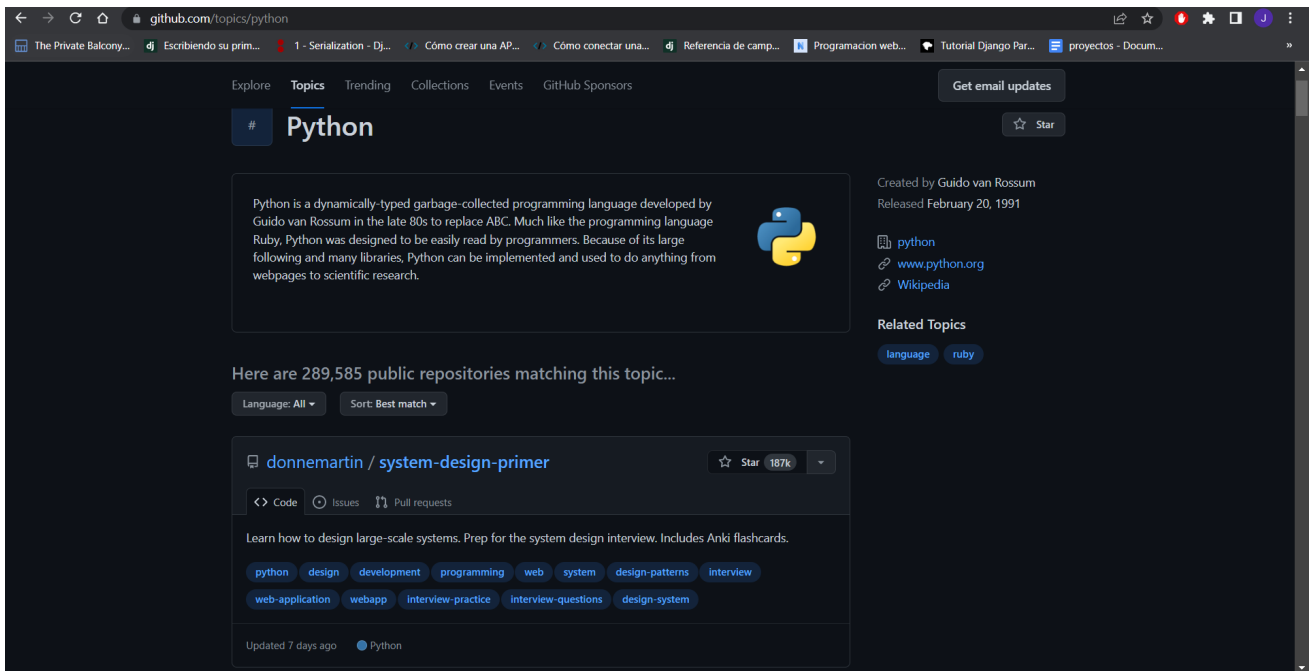 github.com/topics/python
The Private Balcony... dj Escribiendo su prim... 1 - Serialization - Dj... Cómo crear una AP... Cómo conectar una... dj Referencia de camp... N Programacion web... Tutorial Django Par... proyectos - Docum... »
J
Explore Topics Trending Collections Events GitHub Sponsors Get email updates
# Python Star
Python is a dynamically-typed garbage-collected programming language developed by
Guido van Rossum in the late 80s to replace ABC. Much like the programming language
Ruby, Python was designed to be easily read by programmers. Because of its large
following and many libraries, Python can be implemented and used to do anything from
webpages to scientific research.
Created by Guido van Rossum
Released February 20, 1991
python
www.python.org
Wikipedia
Related Topics
language ruby
Here are 289,585 public repositories matching this topic...
Language: All Sort: Best match
donnemartin / system-design-primer Star 187k
<> Code Issues Pull requests
Learn how to design large-scale systems. Prep for the system design interview. Includes Anki flashcards.
python design development programming web system design-patterns interview
web-application webapp interview-practice interview-questions design-system
Updated 7 days ago Python